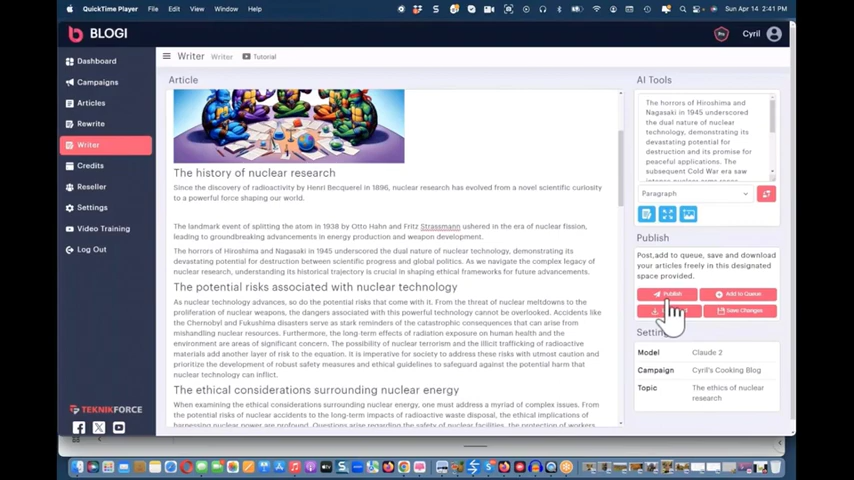 QuickTime Player File Edit View Window Help
Sun Apr 14 2:41 PM
BLOGI
Pro
Cyril
Dashboard
Campaigns
Articles
Rewrite
Writer
Credits
Reseller
Settings
Video Training
Log Out
TEKNIKFORCE
Writer Writer Tutorial
Article
The history of nuclear research
Since the discovery of radioactivity by Henri Becquerel in 1896, nuclear research has evolved from a novel scientific curiosity
to a powerful force shaping our world.
The landmark event of splitting the atom in 1938 by Otto Hahn and Fritz Strassmann ushered in the era of nuclear fission,
leading to groundbreaking advancements in energy production and weapon development.
The horrors of Hiroshima and Nagasaki in 1945 underscored the dual nature of nuclear technology, demonstrating its
devastating potential for destruction between scientific progress and global politics. As we navigate the complex legacy of
nuclear research, understanding its historical trajectory is crucial in shaping ethical frameworks for future advancements.
The potential risks associated with nuclear technology
As nuclear technology advances, so do the potential risks that come with it. From the threat of nuclear meltdowns to the
proliferation of nuclear weapons, the dangers associated with this powerful technology cannot be overlooked. Accidents like
the Chernobyl and Fukushima disasters serve as stark reminders of the catastrophic consequences that can arise from
mishandling nuclear resources. Furthermore, the long-term effects of radiation exposure on human health and the
environment are areas of significant concern. The possibility of nuclear terrorism and the illicit trafficking of radioactive
materials add another layer of risk to the equation. It is imperative for society to address these risks with utmost caution and
prioritize the development of robust safety measures and ethical guidelines to safeguard against the potential harm that
nuclear technology can inflict.
The ethical considerations surrounding nuclear energy
When examining the ethical considerations surrounding nuclear energy, one must address a myriad of complex issues. From
the potential risks of nuclear accidents to the long-term impacts of radioactive waste disposal, the ethical implications of
harnessing nuclear power are profound. Questions arise regarding the safety of nuclear facilities, the protection of workers
AI Tools
The horrors of Hiroshima and
Nagasaki in 1945 underscored
the dual nature of nuclear
technology, demonstrating its
devastating potential for
destruction and its promise for
peaceful applications. The
subsequent Cold War era saw
Paragraph
Publish
Post,add to queue, save and download
your articles freely in this designated
space provided.
Publish
Add to Queue
Save Changes
Model Claude 2
Campaign Cyril's Cooking Blog
Topic The ethics of nuclear
research